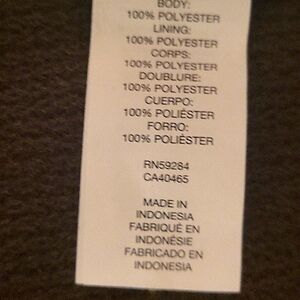 BODY:
100% POLYESTER
LINING:
100% POLYESTER
CORPS:
100% POLYESTER
DOUBLURE:
100% POLYESTER
CUERPO:
100% POLIÉSTER
FORRO:
100% POLIÉSTER
RN59284
CA40465
MADE IN
INDONESIA
FABRIQUÉ EN
INDONÉSIE
FABRICADO EN
INDONESIA